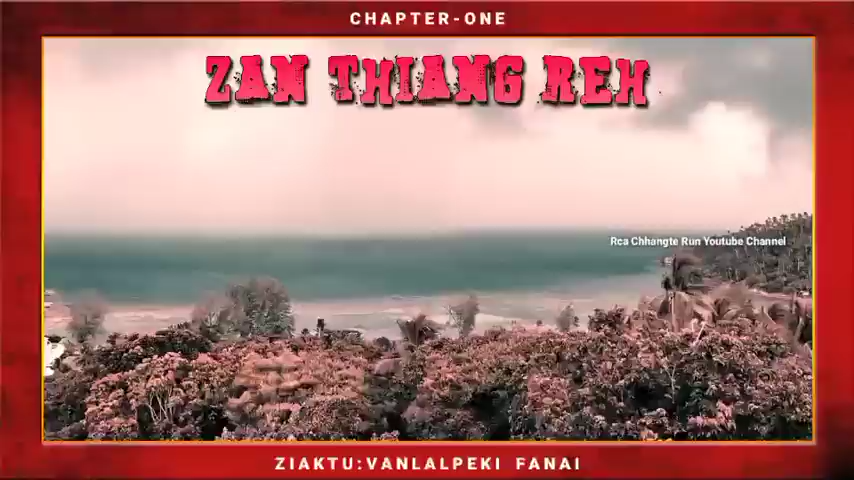 CHAPTER-ONE
ZAN THIANG REH
Rca Chhangte Run Youtube Channel
ZIAKTU:VANLALPEKI FANAI